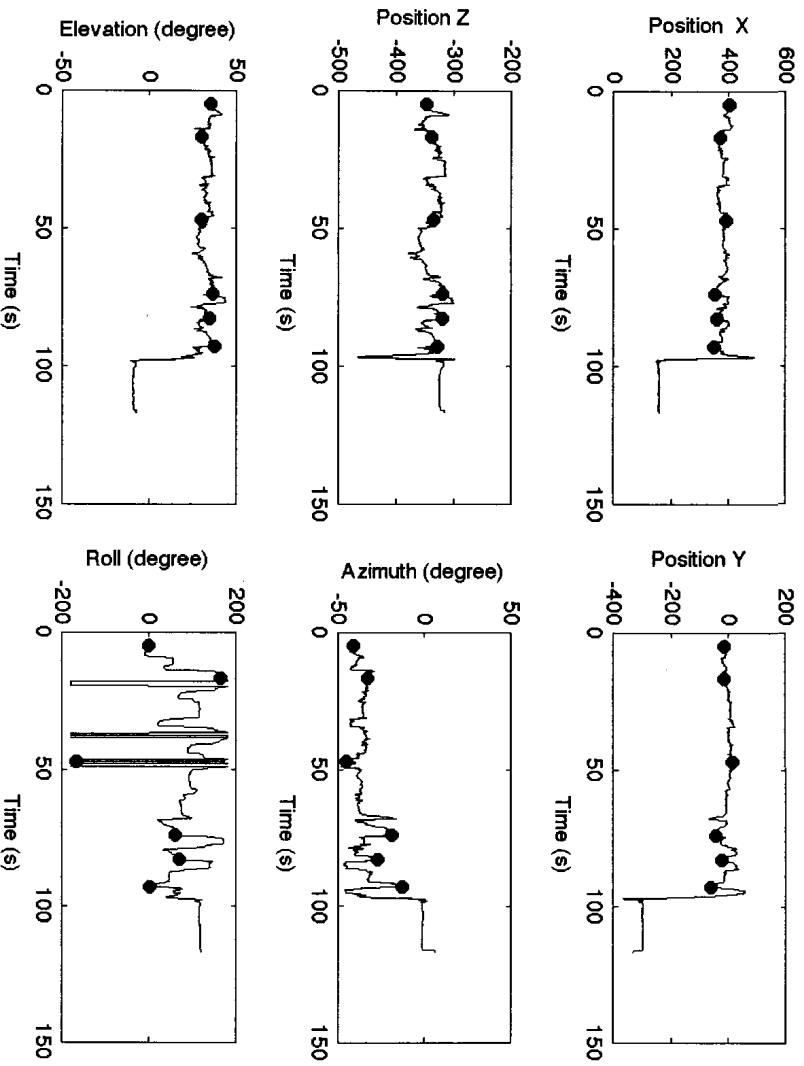 Position X
600
400
200
0
0 50 100 150
Time (s)
Position Y
200
0
-400
0 50 100 150
Time (s)
Position Z
-200
-300
-400
-500
0 50 100 150
Time (s)
Azimuth (degree)
50
0
-50
0 50 100 150
Time (s)
Elevation (degree)
50
0
-50
0 50 100 150
Time (s)
Roll (degree)
200
0
-200
0 50 100 150
Time (s)